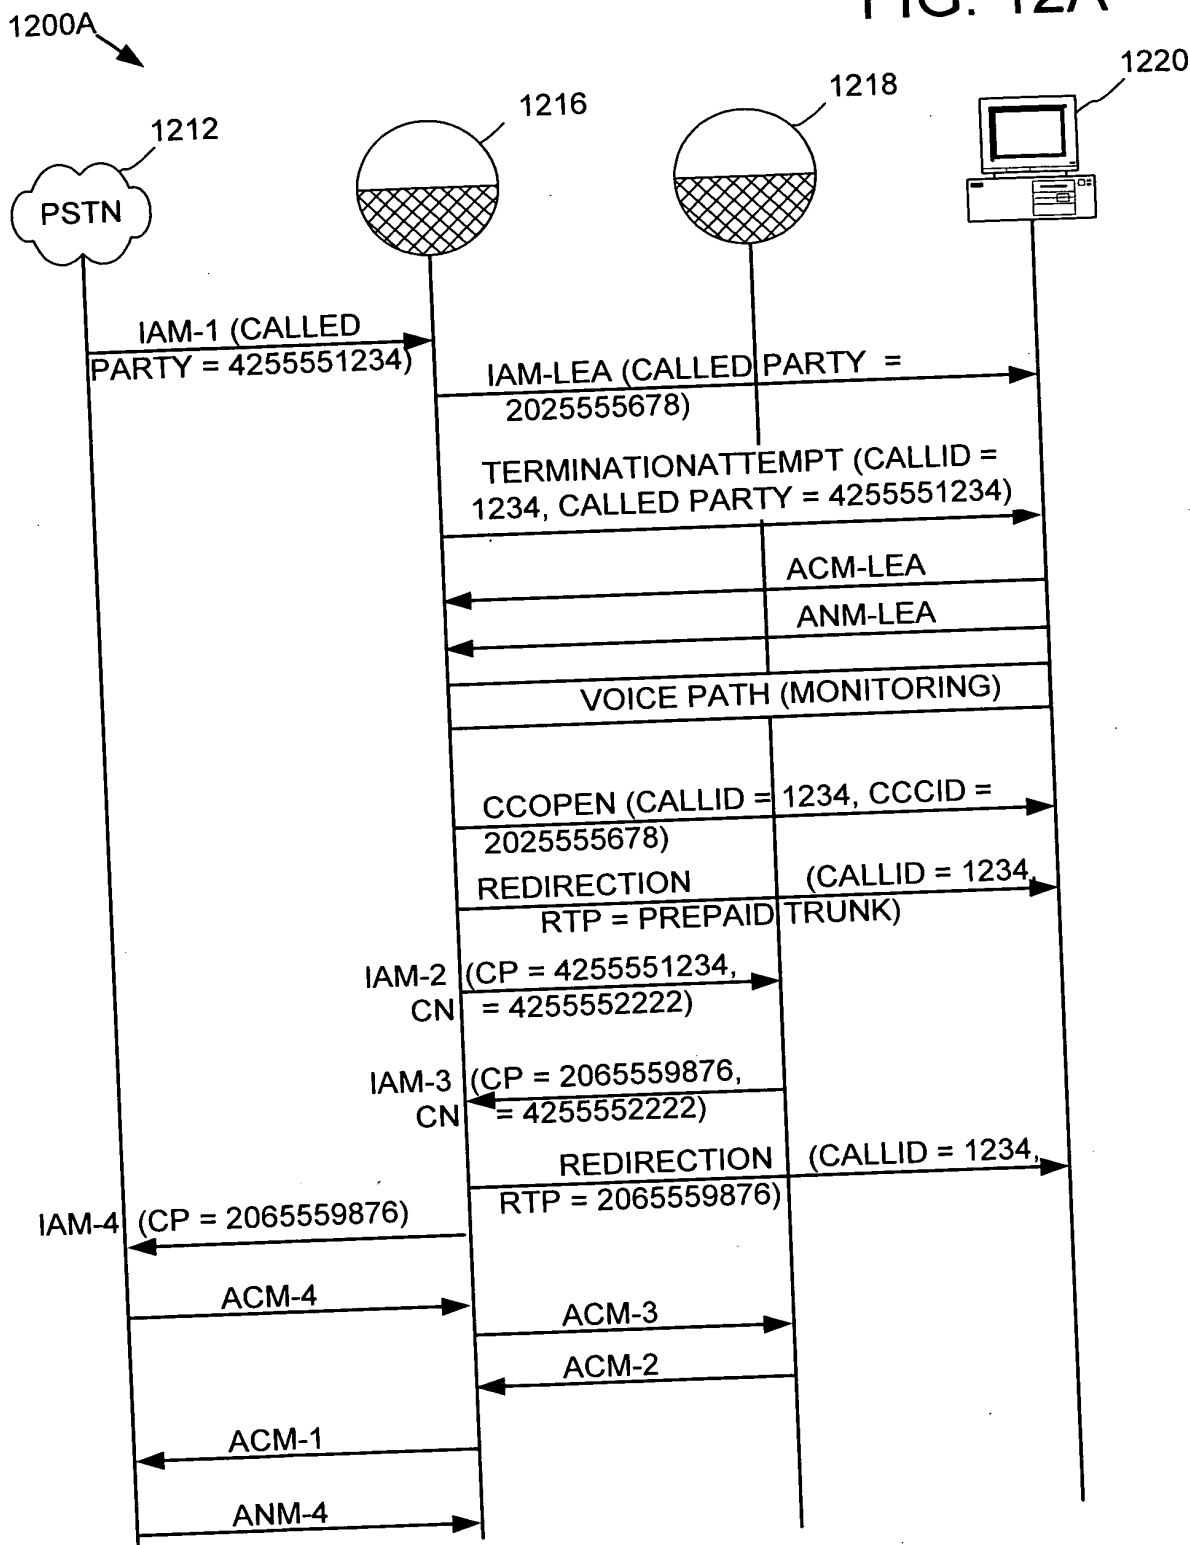 FIG. 12A
1200A
1212
1216
1218
1220
PSTN
IAM-1 (CALLED
PARTY = 4255551234)
IAM-LEA (CALLED PARTY =
2025555678)
TERMINATIONATTEMPT (CALLID =
1234, CALLED PARTY = 4255551234)
ACM-LEA
ANM-LEA
VOICE PATH (MONITORING)
CCOPEN (CALLID = 1234, CCCID =
2025555678)
REDIRECTION (CALLID = 1234,
RTP = PREPAID TRUNK)
IAM-2 (CP = 4255551234,
CN = 4255552222)
IAM-3 (CP = 2065559876,
CN = 4255552222)
REDIRECTION (CALLID = 1234,
RTP = 2065559876)
IAM-4 (CP = 2065559876)
ACM-4
ACM-3
ACM-2
ACM-1
ANM-4